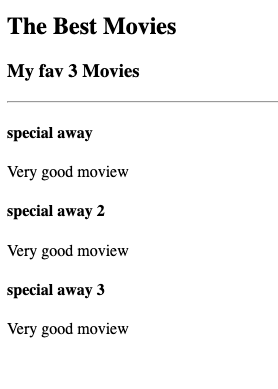 The Best Movies
My fav 3 Movies
special away
Very good moview
special away 2
Very good moview
special away 3
Very good moview